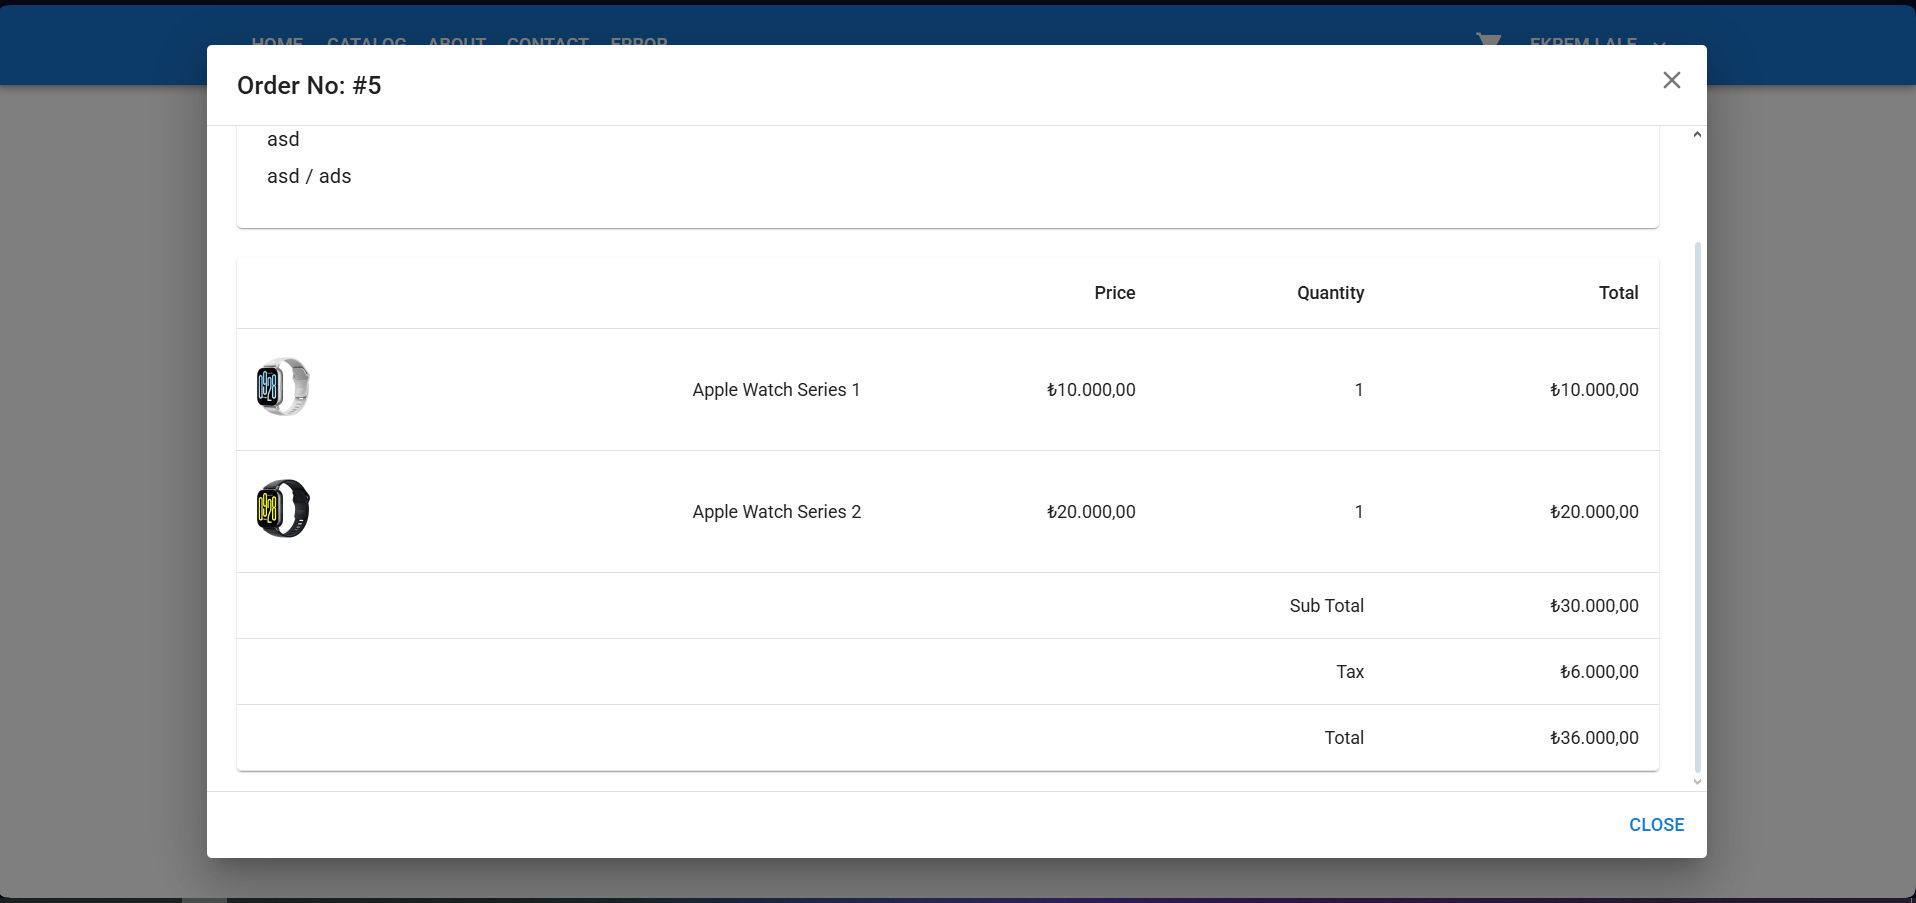 HOME CATALOG ABOUT CONTACT ERROR EKREM LALE
Order No: #5
asd
asd / ads
Price Quantity Total
0928
Apple Watch Series 1 ₺10.000,00 1 ₺10.000,00
0928
Apple Watch Series 2 ₺20.000,00 1 ₺20.000,00
Sub Total ₺30.000,00
Tax ₺6.000,00
Total ₺36.000,00
CLOSE